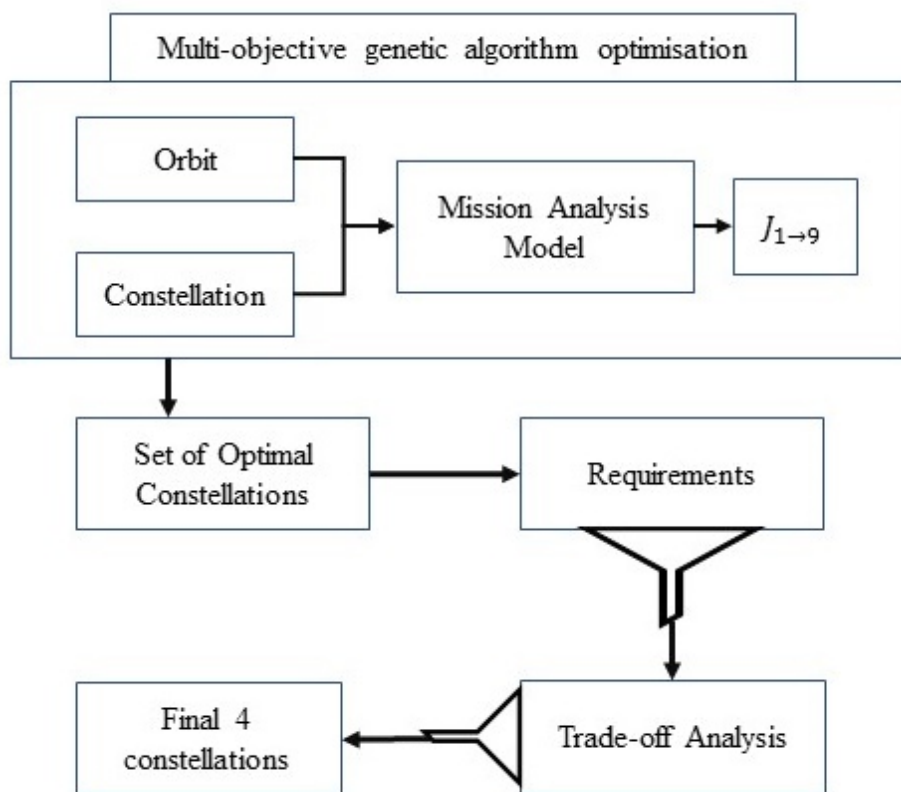 Multi-objective genetic algorithm optimisation
Orbit
Mission Analysis
Model
J₁→₉
Constellation
Set of Optimal
Constellations
Requirements
Final 4
constellations
Trade-off Analysis